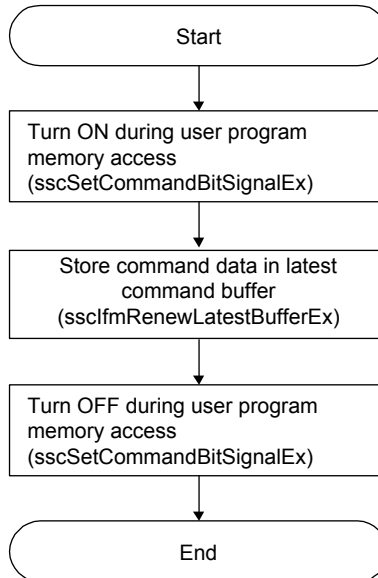 Start
Turn ON during user program
memory access
(sscSetCommandBitSignalEx)
Store command data in latest
command buffer
(sscIfmRenewLatestBufferEx)
Turn OFF during user program
memory access
(sscSetCommandBitSignalEx)
End